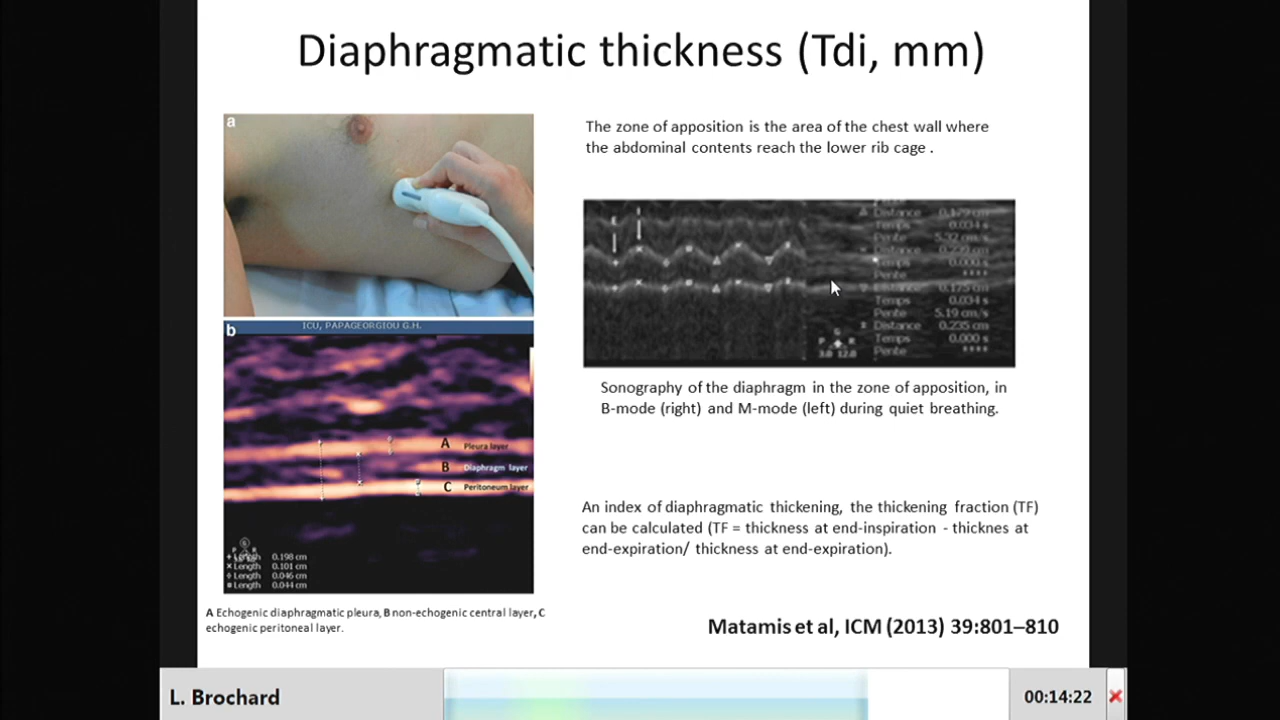 Diaphragmatic thickness (Tdi, mm)
a
The zone of apposition is the area of the chest wall where
the abdominal contents reach the lower rib cage .
Distance 0.179 cm
Temps 0.034 s
Pente 5.32 cm/s
Distance
Temps 0.000 s
Pente ****
Distance 0.175 cm
Temps 0.034 s
Pente 5.19 cm/s
Distance 0.235 cm
Temps 0.000 s
Pente ****
G
P R
3.0 12.0
b ICU, PAPAGEORGIOU G.H.
A Pleura layer
B Diaphragm layer
C Peritoneum layer
Length 0.198 cm
Length 0.101 cm
Length 0.046 cm
Length 0.044 cm
Sonography of the diaphragm in the zone of apposition, in
B-mode (right) and M-mode (left) during quiet breathing.
An index of diaphragmatic thickening, the thickening fraction (TF)
can be calculated (TF = thickness at end-inspiration - thicknes at
end-expiration/ thickness at end-expiration).
A Echogenic diaphragmatic pleura, B non-echogenic central layer, C
echogenic peritoneal layer.
Matamis et al, ICM (2013) 39:801–810
L. Brochard
00:14:22